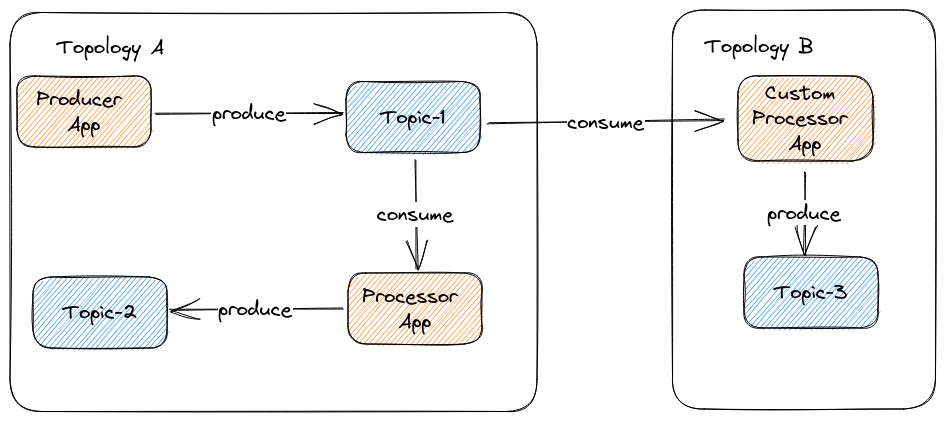 Topology A
Producer
App
produce
Topic-1
consume
Processor
App
produce
Topic-2
consume
Topology B
Custom
Processor
App
produce
Topic-3